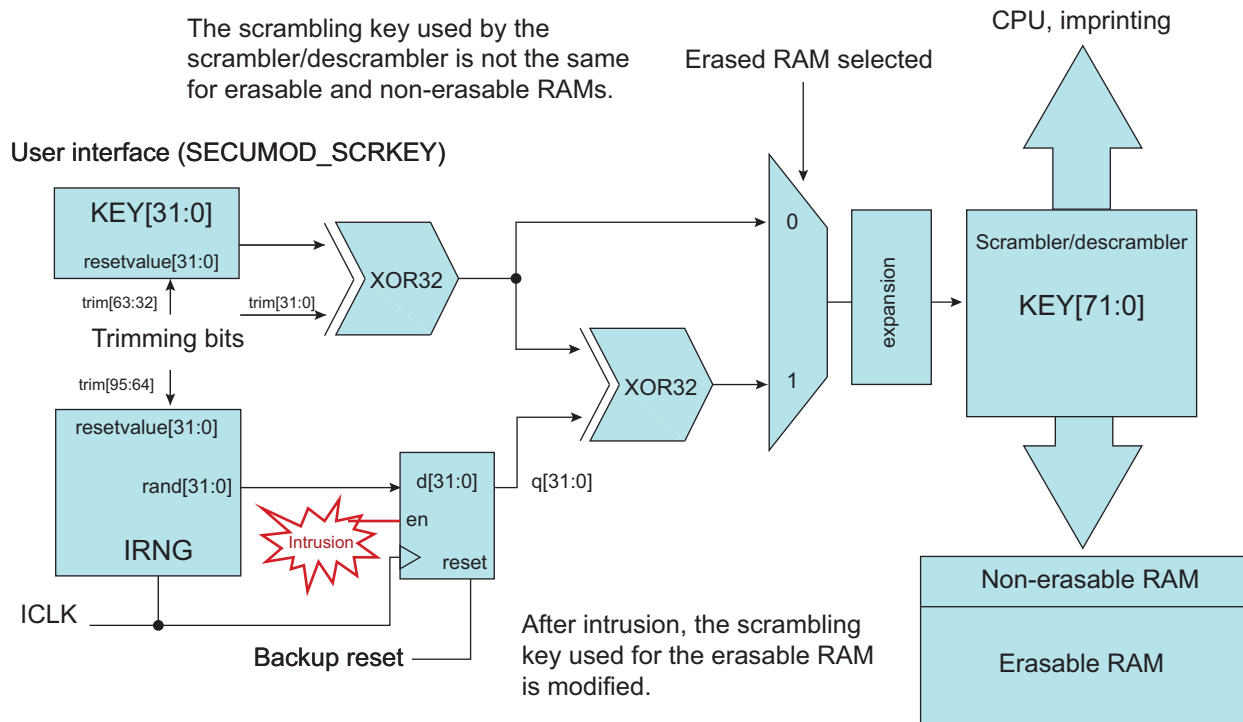 The scrambling key used by the
scrambler/descrambler is not the same
for erasable and non-erasable RAMs.
CPU, imprinting
Erased RAM selected
User interface (SECUMOD_SCRKEY)
KEY[31:0]
resetvalue[31:0]
XOR32
0
Scrambler/descrambler
KEY[71:0]
expansion
trim[63:32]
trim[31:0]
Trimming bits
trim[95:64]
XOR32
1
resetvalue[31:0]
rand[31:0]
IRNG
d[31:0]
q[31:0]
en
Intrusion
reset
ICLK
Backup reset
After intrusion, the scrambling
key used for the erasable RAM
is modified.
Non-erasable RAM
Erasable RAM